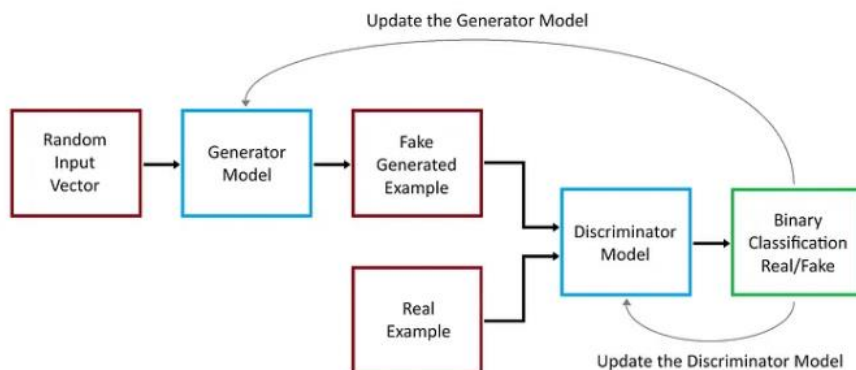 Update the Generator Model
Random
Input
Vector
Generator
Model
Fake
Generated
Example
Real
Example
Discriminator
Model
Binary
Classification
Real/Fake
Update the Discriminator Model